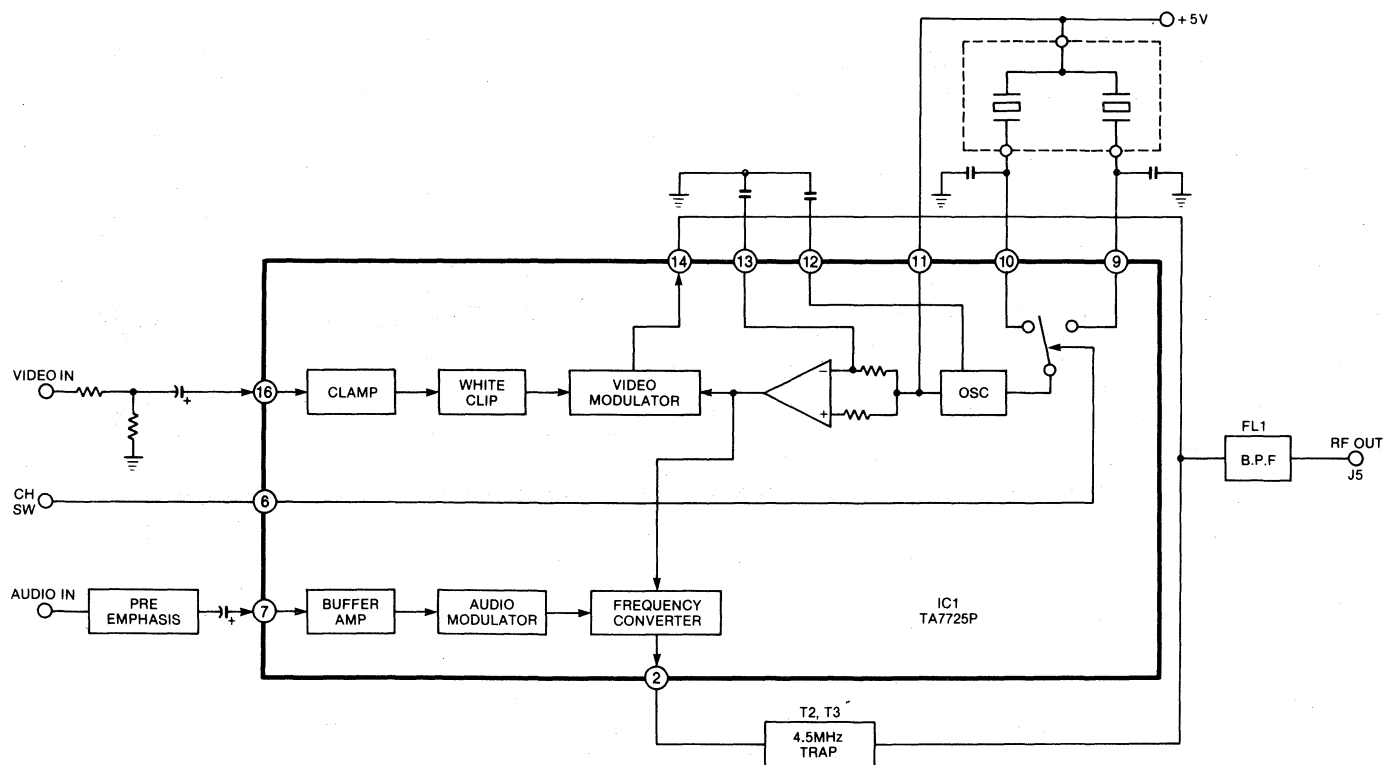 +5V
14
13
12
11
10
9
VIDEO IN
+
16
CLAMP
WHITE
CLIP
VIDEO
MODULATOR
−
+
OSC
FL1
B.P.F
RF OUT
J5
CH
SW
6
AUDIO IN
PRE
EMPHASIS
+
7
BUFFER
AMP
AUDIO
MODULATOR
FREQUENCY
CONVERTER
IC1
TA7725P
2
T2, T3
4.5MHz
TRAP